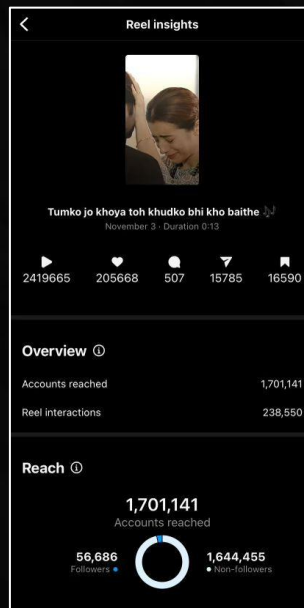 Reel insights
Tumko jo khoya toh khudko bhi kho baithe 🎶
November 3 · Duration 0:13
2419665 205668 507 15785 16590
Overview
Accounts reached 1,701,141
Reel interactions 238,550
Reach
1,701,141
Accounts reached
56,686 1,644,455
Followers • • Non-followers